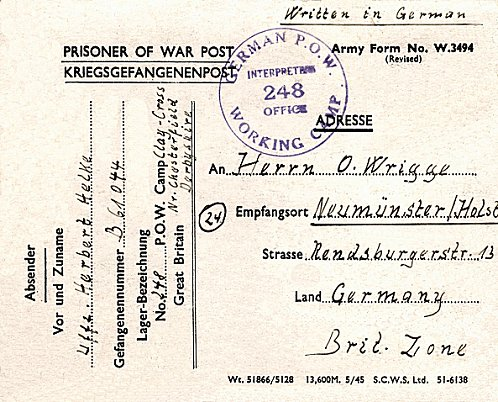 Written in German
PRISONER OF WAR POST
KRIEGSGEFANGENENPOST
Army Form No. W.3494
(Revised)
GERMAN P.O.W.
INTERPRETER
248
OFFICE
WORKING CAMP
ADRESSE
An Herrn O. Wrigge
24
Empfangsort Neumünster/Holst
Strasse Rendsburgerstr. 13
Land Germany
Brit. Zone
Wt. 51866/5128 13,600M. 5/45 S.C.W.S. Ltd. 51-6138
Absender
Vor und Zuname
Uffz. Herbert Helke
Gefangenennummer B 61044
Lager-Bezeichnung
No. 248 P.O.W. Camp Clay-Cross
Nr. Chesterfield
Great Britain Derbyshire